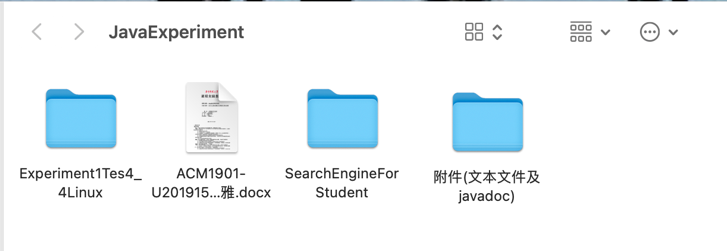 JavaExperiment
Experiment1Tes4_
4Linux
ACM1901-
U201915...雅.docx
SearchEngineFor
Student
附件(文本文件及
javadoc)